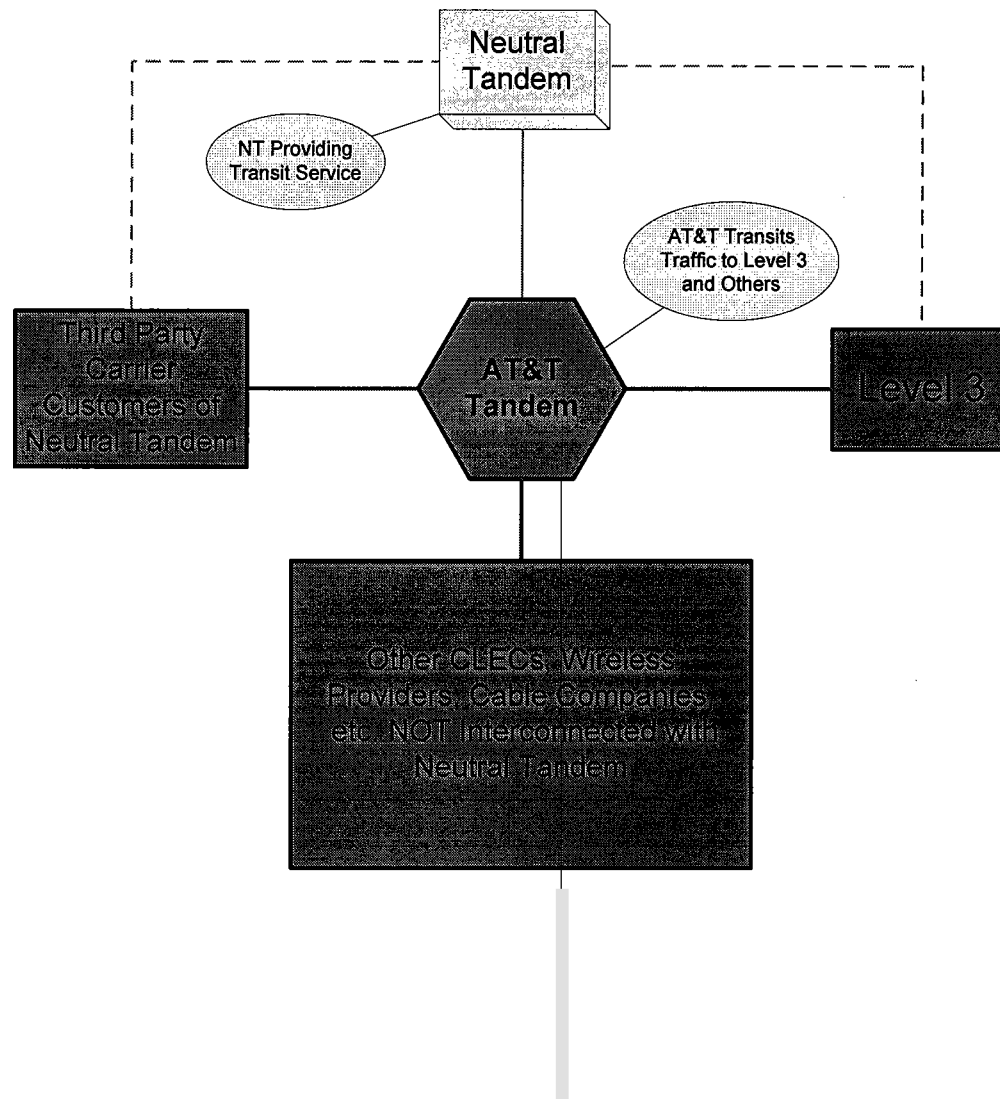 Neutral
Tandem
NT Providing
Transit Service
AT&T Transits
Traffic to Level 3
and Others
Third Party
Carrier
Customers of
Neutral Tandem
AT&T
Tandem
Level 3
Other CLECs, Wireless
Providers, Cable Companies,
etc. NOT Interconnected with
Neutral Tandem